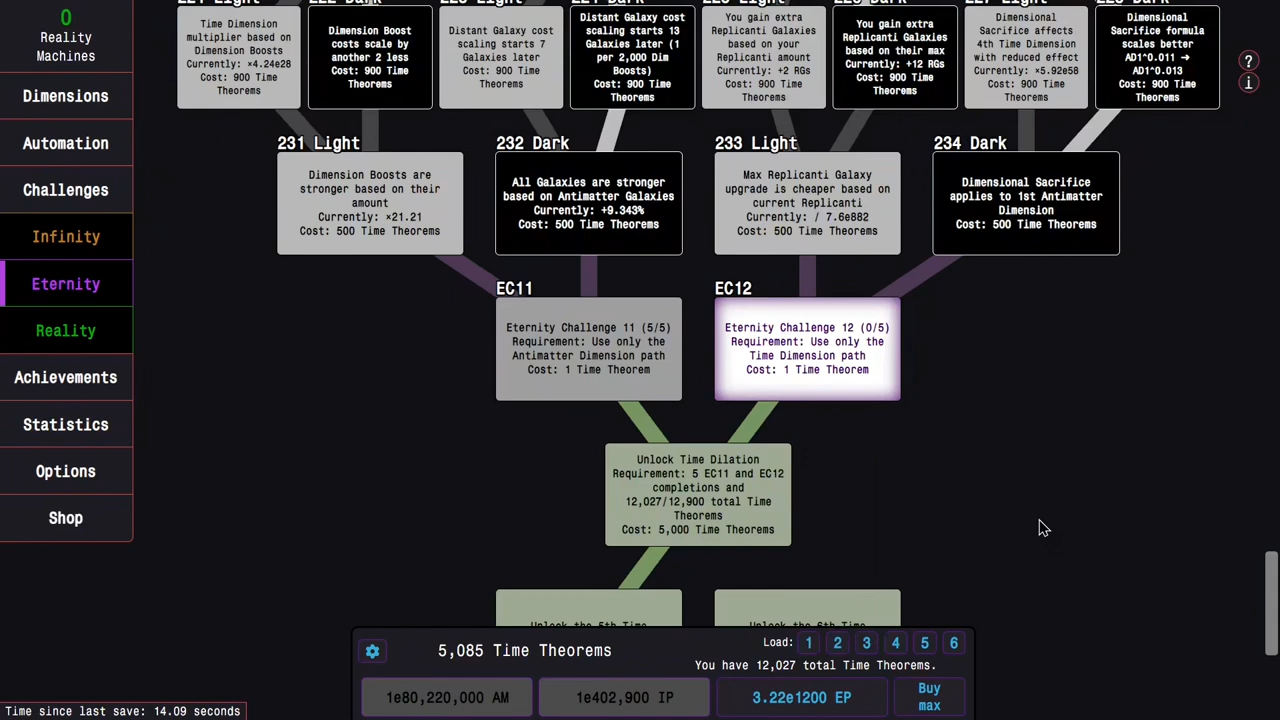 0
Reality
Machines
Dimensions
Automation
Challenges
Infinity
Eternity
Reality
Achievements
Statistics
Options
Shop
Time since last save: 14.09 seconds
Time Dimension
multiplier based on
Dimension Boosts
Currently: ×4.24e28
Cost: 900 Time
Theorems
Dimension Boost
costs scale by
another 2 less
Cost: 900 Time
Theorems
Distant Galaxy cost
scaling starts 7
Galaxies later
Cost: 900 Time
Theorems
Distant Galaxy cost
scaling starts 13
Galaxies later (1
per 2,000 Dim
Boosts)
Cost: 900 Time
Theorems
You gain extra
Replicanti Galaxies
based on your
Replicanti amount
Currently: +2 RGs
Cost: 900 Time
Theorems
You gain extra
Replicanti Galaxies
based on their max
Currently: +12 RGs
Cost: 900 Time
Theorems
Dimensional
Sacrifice affects
4th Time Dimension
with reduced effect
Currently: ×5.92e58
Cost: 900 Time
Theorems
Dimensional
Sacrifice formula
scales better
AD1^0.011 →
AD1^0.013
Cost: 900 Time
Theorems
231 Light
Dimension Boosts are
stronger based on their
amount
Currently: ×21.21
Cost: 500 Time Theorems
232 Dark
All Galaxies are stronger
based on Antimatter Galaxies
Currently: +9.343%
Cost: 500 Time Theorems
233 Light
Max Replicanti Galaxy
upgrade is cheaper based on
current Replicanti
Currently: / 7.6e882
Cost: 500 Time Theorems
234 Dark
Dimensional Sacrifice
applies to 1st Antimatter
Dimension
Cost: 500 Time Theorems
EC11
Eternity Challenge 11 (5/5)
Requirement: Use only the
Antimatter Dimension path
Cost: 1 Time Theorem
EC12
Eternity Challenge 12 (0/5)
Requirement: Use only the
Time Dimension path
Cost: 1 Time Theorem
Unlock Time Dilation
Requirement: 5 EC11 and EC12
completions and
12,027/12,900 total Time
Theorems
Cost: 5,000 Time Theorems
5,085 Time Theorems
Load: 1 2 3 4 5 6
You have 12,027 total Time Theorems.
1e80,220,000 AM
1e402,900 IP
3.22e1200 EP
Buy
max
?
i